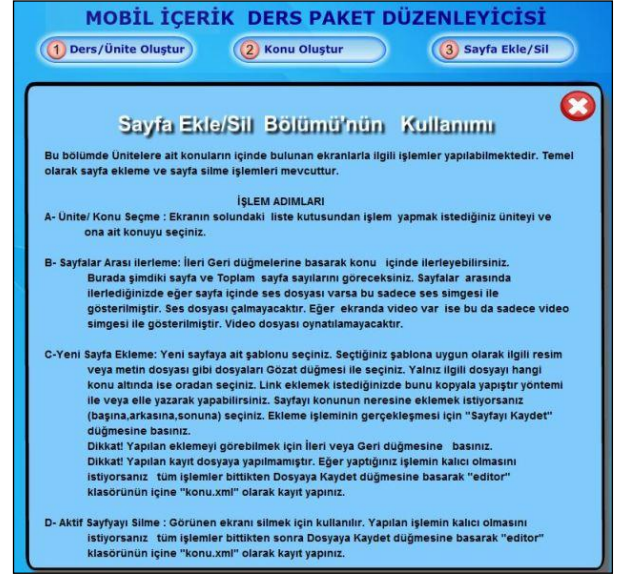 MOBİL İÇERİK DERS PAKET DÜZENLEYİCİSİ
1 Ders/Ünite Oluştur
2 Konu Oluştur
3 Sayfa Ekle/Sil
Sayfa Ekle/Sil Bölümü'nün Kullanımı
Bu bölümde Ünitelere ait konuların içinde bulunan ekranlarla ilgili işlemler yapılabilmektedir. Temel
olarak sayfa ekleme ve sayfa silme işlemleri mevcuttur.
İŞLEM ADIMLARI
A- Ünite/ Konu Seçme : Ekranın solundaki liste kutusundan işlem yapmak istediğiniz üniteyi ve
ona ait konuyu seçiniz.
B- Sayfalar Arası ilerleme: İleri Geri düğmelerine basarak konu içinde ilerleyebilirsiniz.
Burada şimdiki sayfa ve Toplam sayfa sayılarını göreceksiniz. Sayfalar arasında
ilerlediğinizde eğer sayfa içinde ses dosyası varsa bu sadece ses simgesi ile
gösterilmiştir. Ses dosyası çalmayacaktır. Eğer ekranda video var ise bu da sadece video
simgesi ile gösterilmiştir. Video dosyası oynatılamayacaktır.
C-Yeni Sayfa Ekleme: Yeni sayfaya ait şablonu seçiniz. Seçtiğiniz şablona uygun olarak ilgili resim
veya metin dosyası gibi dosyaları Gözat düğmesi ile seçiniz. Yalnız ilgili dosyayı hangi
konu altında ise oradan seçiniz. Link eklemek istediğinizde bunu kopyala yapıştır yöntemi
ile veya elle yazarak yapabilirsiniz. Sayfayı konunun neresine eklemek istiyorsanız
(başına,arkasına,sonuna) seçiniz. Ekleme işleminin gerçekleşmesi için "Sayfayı Kaydet"
düğmesine basınız.
Dikkat! Yapılan eklemeyi görebilmek için İleri veya Geri düğmesine basınız.
Dikkat! Yapılan kayıt dosyaya yapılmamıştır. Eğer yaptığınız işlemin kalıcı olmasını
istiyorsanız tüm işlemler bittikten Dosyaya Kaydet düğmesine basarak "editor"
klasörünün içine "konu.xml" olarak kayıt yapınız.
D- Aktif Sayfyayı Silme : Görünen ekranı silmek için kullanılır. Yapılan işlemin kalıcı olmasını
istiyorsanız tüm işlemler bittikten sonra Dosyaya Kaydet düğmesine basarak "editor"
klasörünün içine "konu.xml" olarak kayıt yapınız.